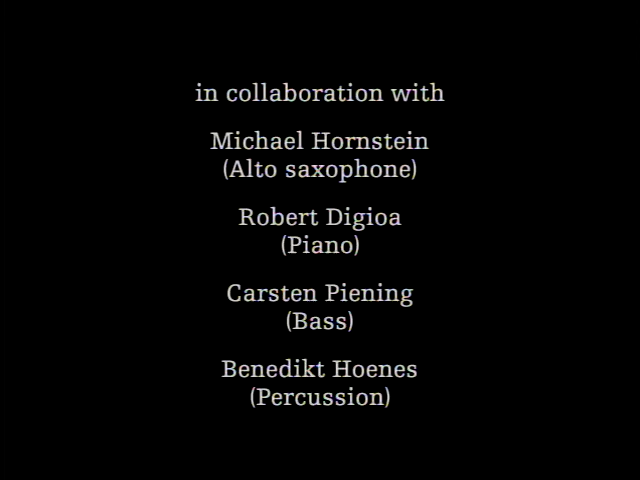 in collaboration with
Michael Hornstein
(Alto saxophone)
Robert Digioa
(Piano)
Carsten Piening
(Bass)
Benedikt Hoenes
(Percussion)